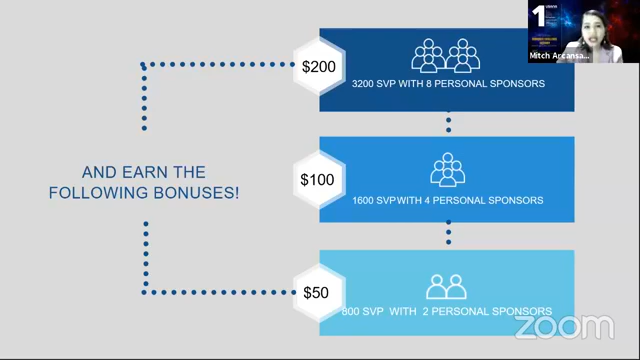 $200
3200 SVP WITH 8 PERSONAL SPONSORS
AND EARN THE
FOLLOWING BONUSES!
$100
1600 SVP WITH 4 PERSONAL SPONSORS
$50
800 SVP WITH 2 PERSONAL SPONSORS
1
Mitch Arcansa...
zoom